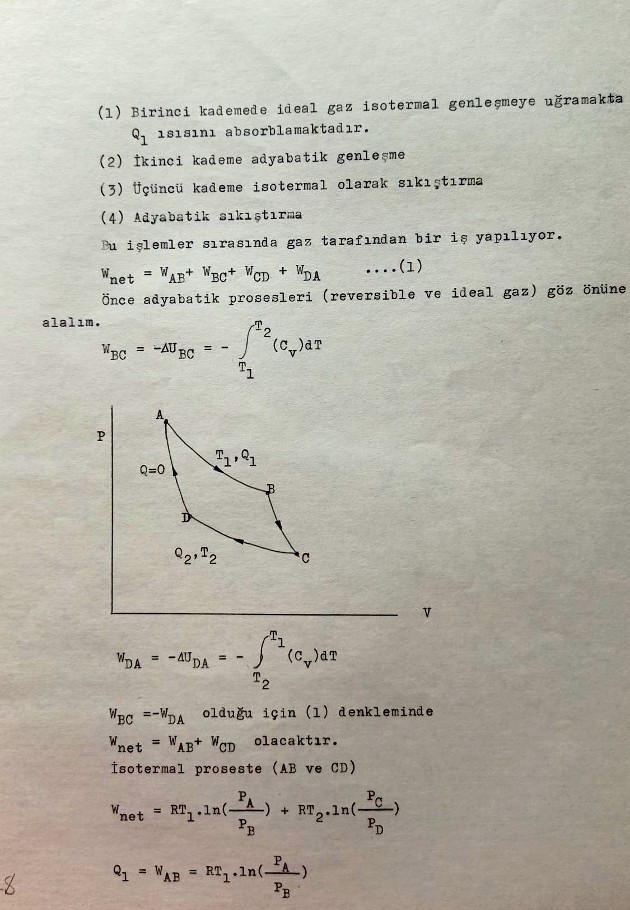 (1) Birinci kademede ideal gaz isotermal genleşmeye uğramakta
Q1 ısısını absorblamaktadır.
(2) İkinci kademe adyabatik genleşme
(3) Üçüncü kademe isotermal olarak sıkıştırma
(4) Adyabatik sıkıştırma
Bu işlemler sırasında gaz tarafından bir iş yapılıyor.
Wnet = WAB+ WBC+ WCD + WDA ....(1)
Önce adyabatik prosesleri (reversible ve ideal gaz) göz önüne
alalım.
WBC = -ΔUBC = - ∫T1T2 (Cv)dT
A
P
T1,Q1
Q=0
B
D
Q2,T2
C
V
WDA = -ΔUDA = - ∫T2T1 (Cv)dT
WBC =-WDA olduğu için (1) denkleminde
Wnet = WAB+ WCD olacaktır.
İsotermal proseste (AB ve CD)
Wnet = RT1.ln(PA/PB) + RT2.ln(PC/PD)
Q1 = WAB = RT1.ln(PA/PB)
-8